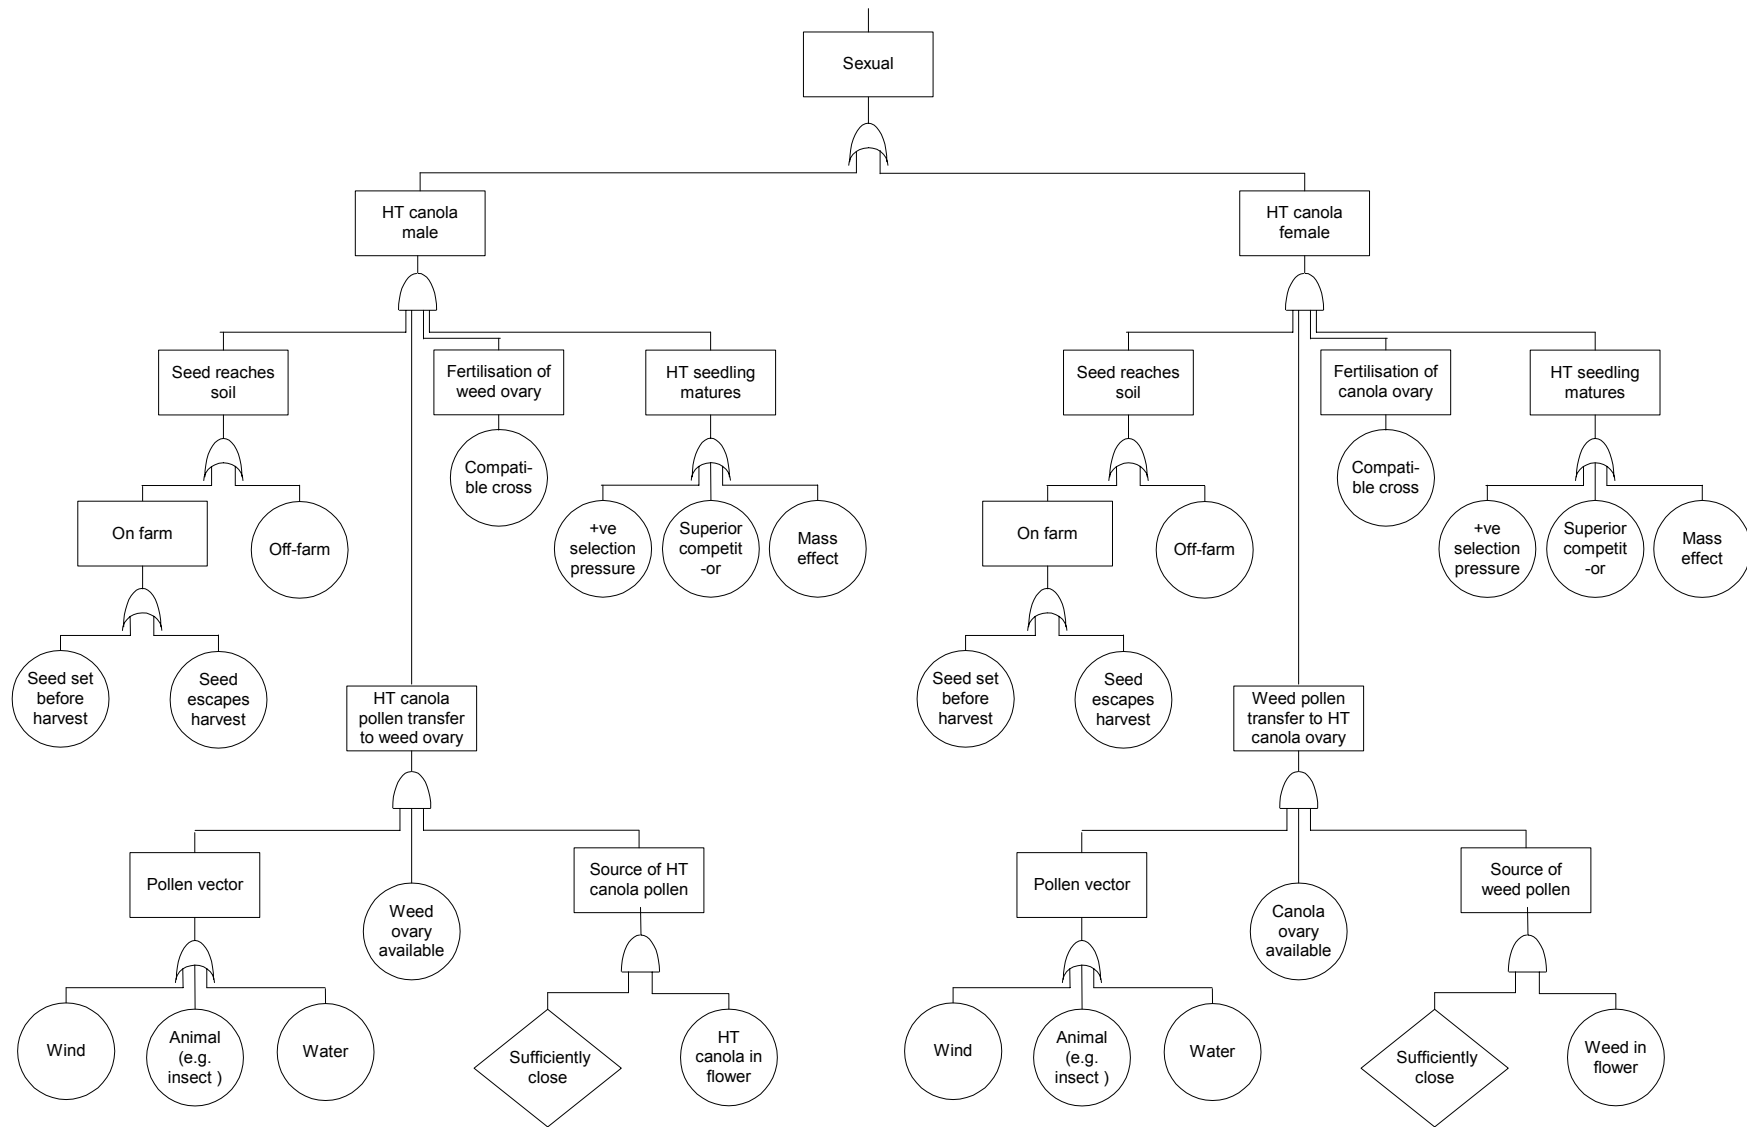 Sexual
HT canola
male
HT canola
female
Seed reaches
soil
Fertilisation of
weed ovary
HT seedling
matures
Seed reaches
soil
Fertilisation of
canola ovary
HT seedling
matures
Compati-
ble cross
Compati-
ble cross
On farm
Off-farm
+ve
selection
pressure
Superior
competit
-or
Mass
effect
On farm
Off-farm
+ve
selection
pressure
Superior
competit
-or
Mass
effect
Seed set
before
harvest
Seed
escapes
harvest
HT canola
pollen transfer
to weed ovary
Seed set
before
harvest
Seed
escapes
harvest
Weed pollen
transfer to HT
canola ovary
Pollen vector
Weed
ovary
available
Source of HT
canola pollen
Pollen vector
Canola
ovary
available
Source of
weed pollen
Wind
Animal
(e.g.
insect )
Water
Sufficiently
close
HT
canola in
flower
Wind
Animal
(e.g.
insect )
Water
Sufficiently
close
Weed in
flower